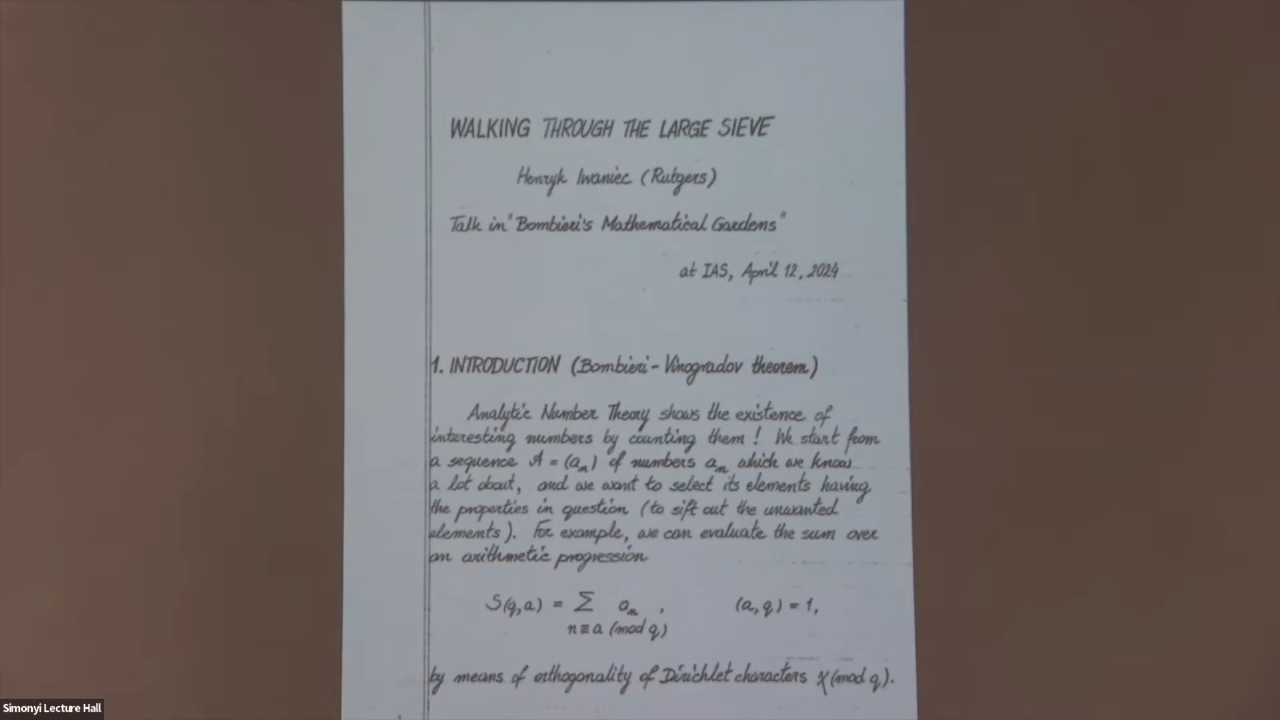 WALKING THROUGH THE LARGE SIEVE
Henryk Iwaniec (Rutgers)
Talk in "Bombieri's Mathematical Gardens"
at IAS, April 12, 2024
1. INTRODUCTION (Bombieri - Vinogradov theorem)
Analytic Number Theory shows the existence of
interesting numbers by counting them! We start from
a sequence A = (aₙ) of numbers aₙ which we know
a lot about, and we want to select its elements having
the properties in question (to sift out the unwanted
elements). For example, we can evaluate the sum over
an arithmetic progression
S(q,a) = Σ aₙ , (a,q) = 1,
n ≡ a (mod q)
by means of orthogonality of Dirichlet characters χ (mod q).
Simonyi Lecture Hall